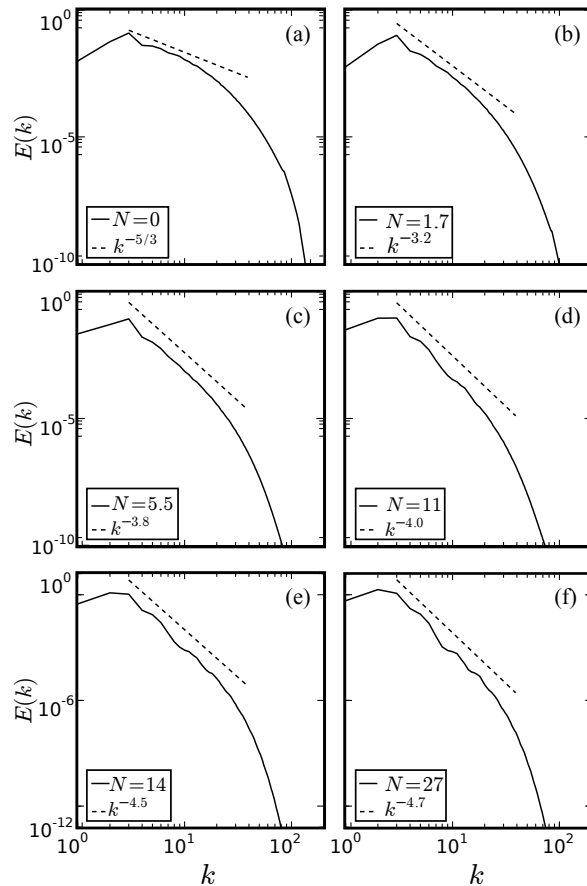 10^0
(a)
E(k)
10^-5
N=0
k^-5/3
10^-10
(b)
N=1.7
k^-3.2
10^0
(c)
E(k)
10^-5
N=5.5
k^-3.8
10^-10
(d)
N=11
k^-4.0
10^0
(e)
E(k)
10^-6
N=14
k^-4.5
10^-12
10^0 10^1 10^2
k
(f)
N=27
k^-4.7
10^0 10^1 10^2
k